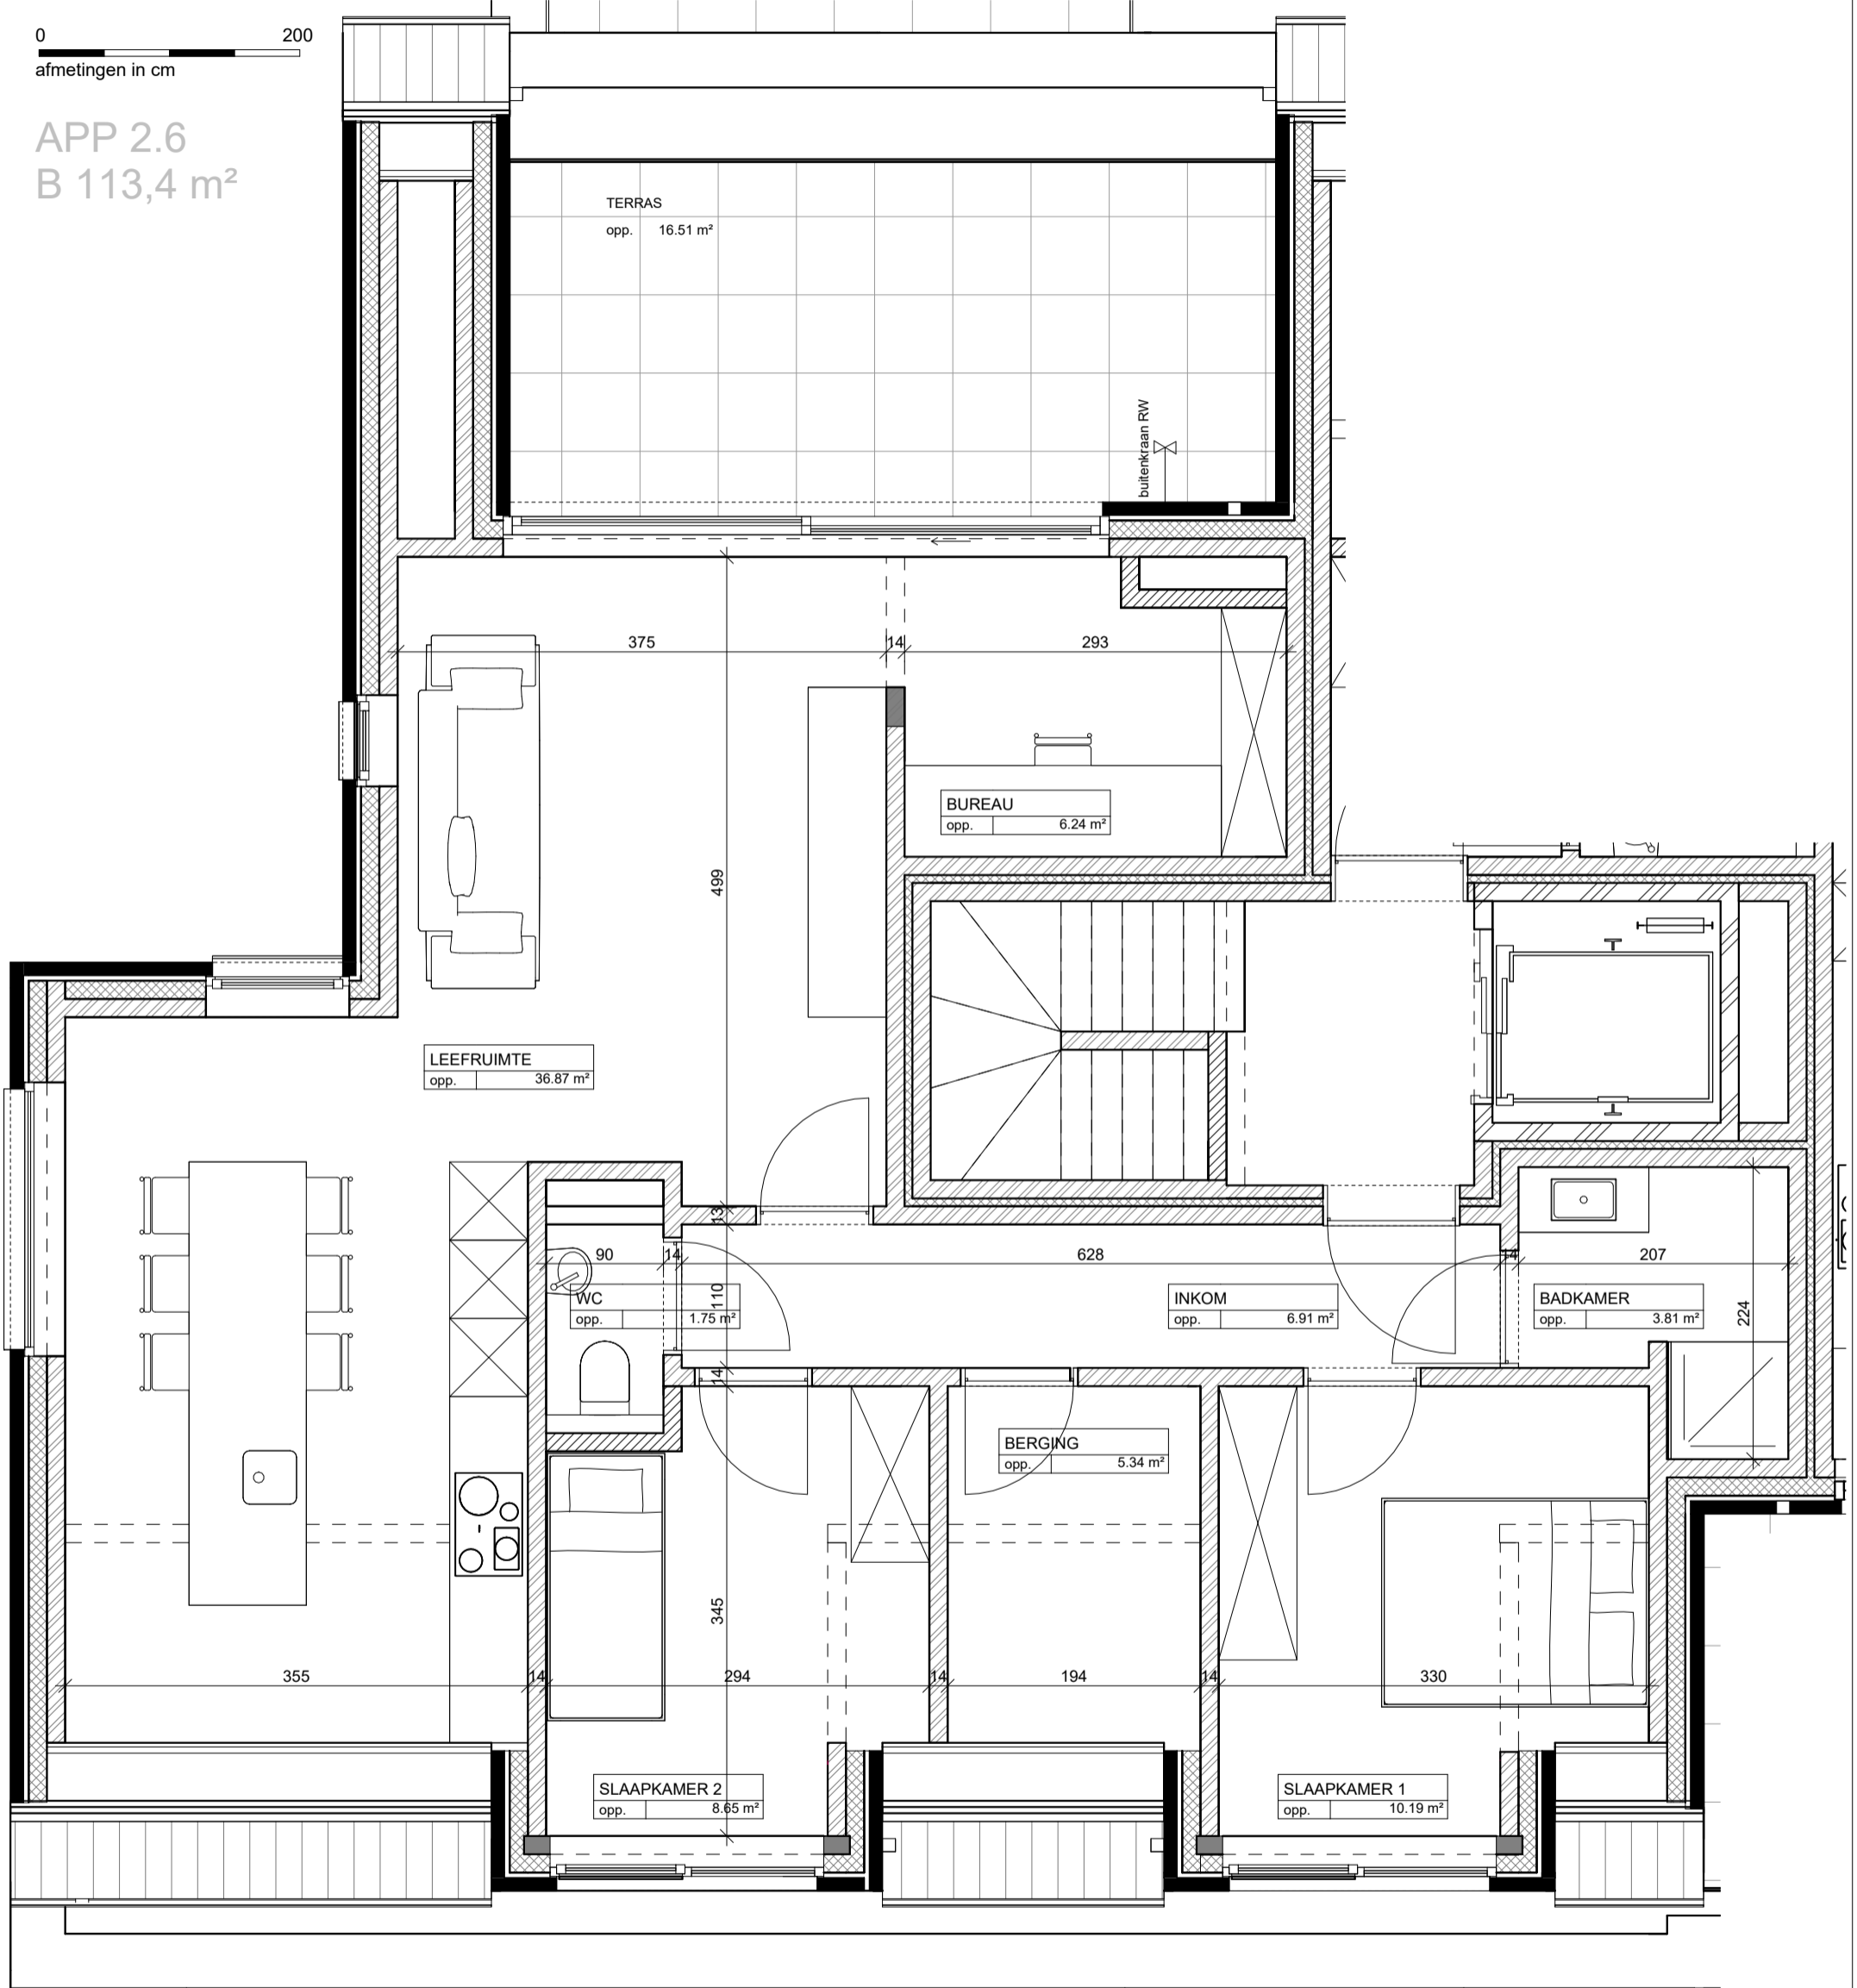 0 200
afmetingen in cm
APP 2.6
B 113,4 m²
TERRAS
opp. 16.51 m²
buitenkraan RW
375 14 293
BUREAU
opp. 6.24 m²
499
LEEFRUIMTE
opp. 36.87 m²
13
90 14 628 14 207
WC
opp. 1.75 m²
110
INKOM
opp. 6.91 m²
BADKAMER
opp. 3.81 m²
224
14
BERGING
opp. 5.34 m²
345
355 14 294 14 194 14 330
SLAAPKAMER 2
opp. 8.65 m²
SLAAPKAMER 1
opp. 10.19 m²